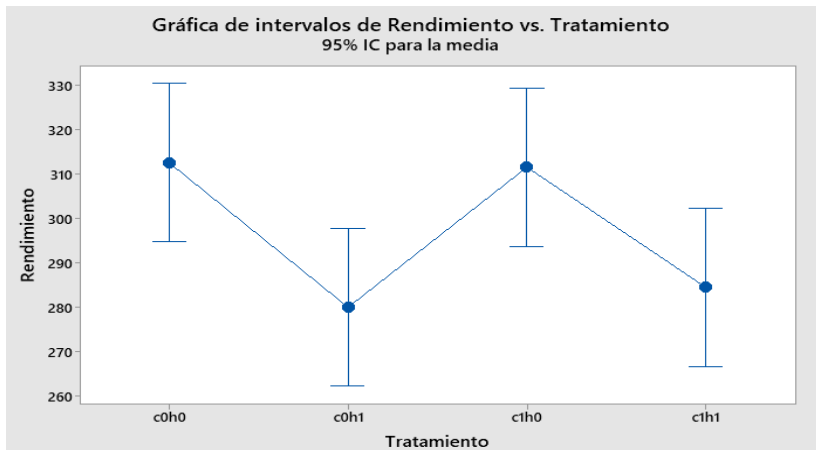 Gráfica de intervalos de Rendimiento vs. Tratamiento
95% IC para la media
Rendimiento
330
320
310
300
290
280
270
260
c0h0 c0h1 c1h0 c1h1
Tratamiento